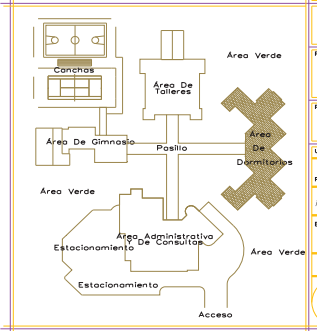 Área Verde
Canchas
Área De
Talleres
Área
De
Dormitorios
Área De Gimnasio
Pasillo
Área Verde
Área Administrativa
Y De Consultas
Estacionamiento
Área Verde
Estacionamiento
Acceso